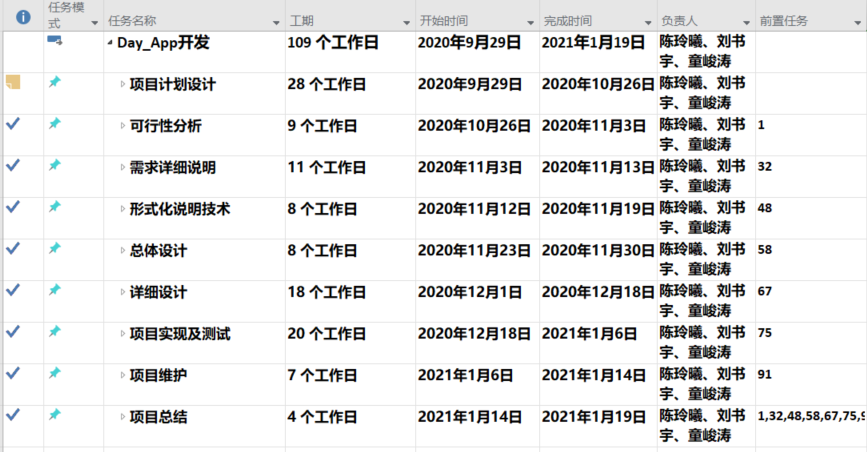 任务模式 任务名称 工期 开始时间 完成时间 负责人 前置任务
Day_App开发 109 个工作日 2020年9月29日 2021年1月19日 陈玲曦、刘书宇、童峻涛
项目计划设计 28 个工作日 2020年9月29日 2020年10月26日 陈玲曦、刘书宇、童峻涛
可行性分析 9 个工作日 2020年10月26日 2020年11月3日 陈玲曦、刘书宇、童峻涛 1
需求详细说明 11 个工作日 2020年11月3日 2020年11月13日 陈玲曦、刘书宇、童峻涛 32
形式化说明技术 8 个工作日 2020年11月12日 2020年11月19日 陈玲曦、刘书宇、童峻涛 48
总体设计 8 个工作日 2020年11月23日 2020年11月30日 陈玲曦、刘书宇、童峻涛 58
详细设计 18 个工作日 2020年12月1日 2020年12月18日 陈玲曦、刘书宇、童峻涛 67
项目实现及测试 20 个工作日 2020年12月18日 2021年1月6日 陈玲曦、刘书宇、童峻涛 75
项目维护 7 个工作日 2021年1月6日 2021年1月14日 陈玲曦、刘书宇、童峻涛 91
项目总结 4 个工作日 2021年1月14日 2021年1月19日 陈玲曦、刘书宇、童峻涛 1,32,48,58,67,75,